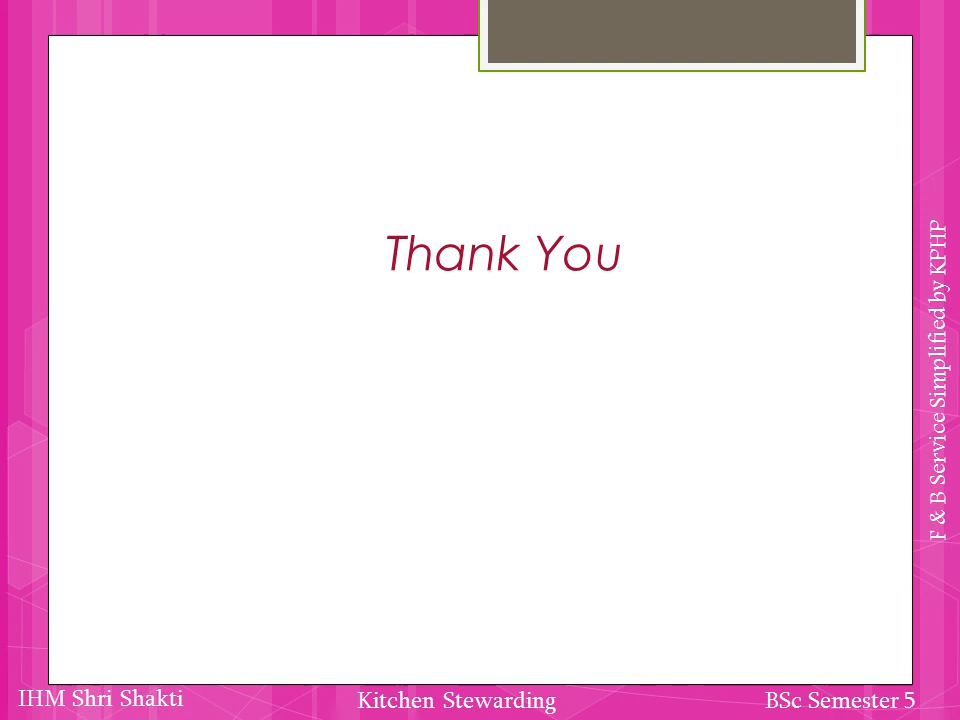 Thank You
F & B Service Simplified by KPHP
IHM Shri Shakti
Kitchen Stewarding
BSc Semester 5